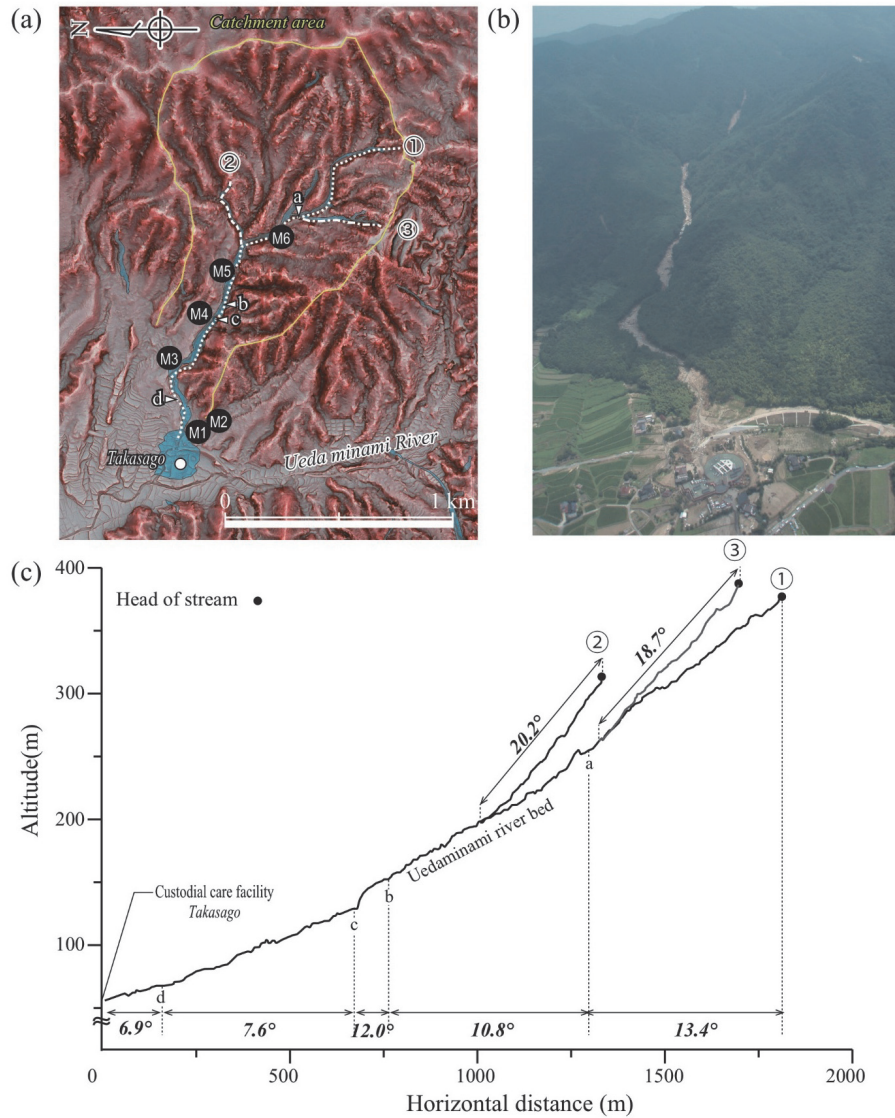 (a)
Catchment area
N
①
②
a
③
M6
M5
b
M4
c
M3
d
M2
M1
Takasago
Ueda minami River
0
1 km
(b)
(c)
400
300
200
100
Altitude(m)
Head of stream
③
①
②
18.7°
20.2°
a
Uedaminami river bed
b
Custodial care facility
Takasago
c
d
6.9°
7.6°
12.0°
10.8°
13.4°
0
500
1000
1500
2000
Horizontal distance (m)